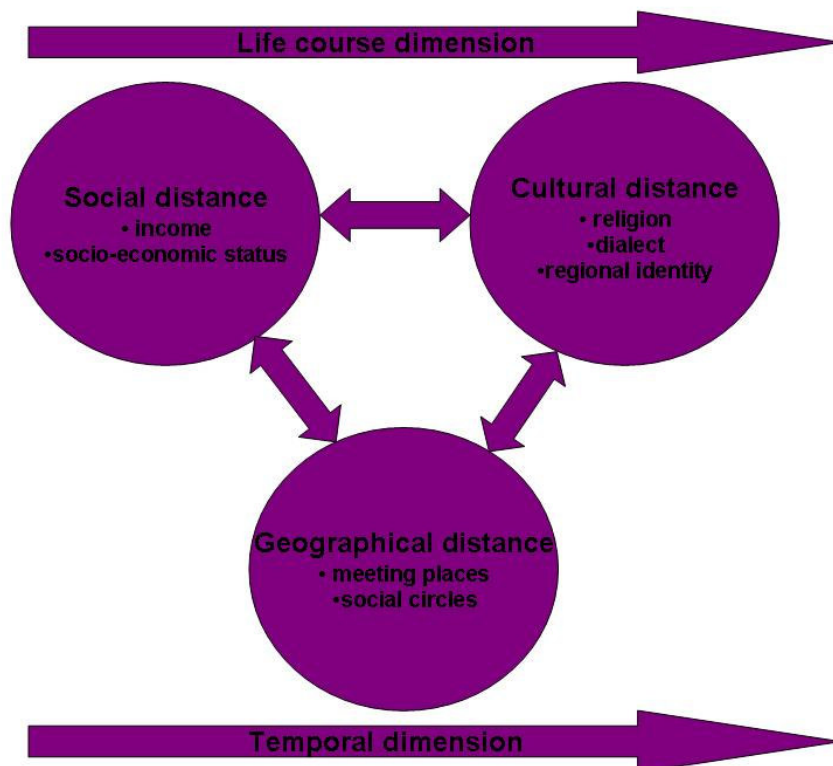 Life course dimension
Social distance
• income
•socio-economic status
Cultural distance
• religion
•dialect
•regional identity
Geographical distance
• meeting places
•social circles
Temporal dimension